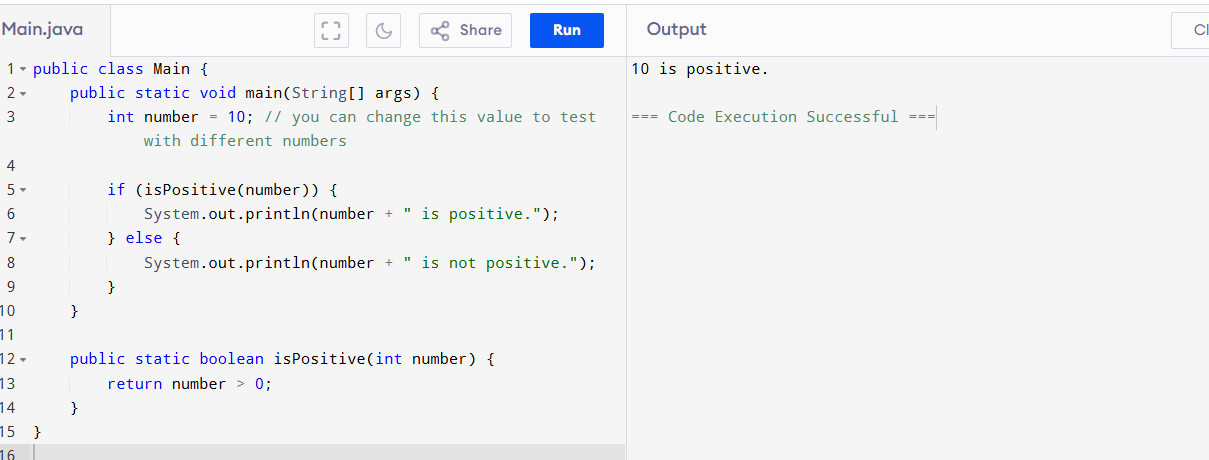 Main.java
Share
Run
Output
1 public class Main {
2     public static void main(String[] args) {
3         int number = 10; // you can change this value to test
            with different numbers
4
5         if (isPositive(number)) {
6             System.out.println(number + " is positive.");
7         } else {
8             System.out.println(number + " is not positive.");
9         }
10    }
11
12    public static boolean isPositive(int number) {
13        return number > 0;
14    }
15 }
16
10 is positive.
=== Code Execution Successful ===